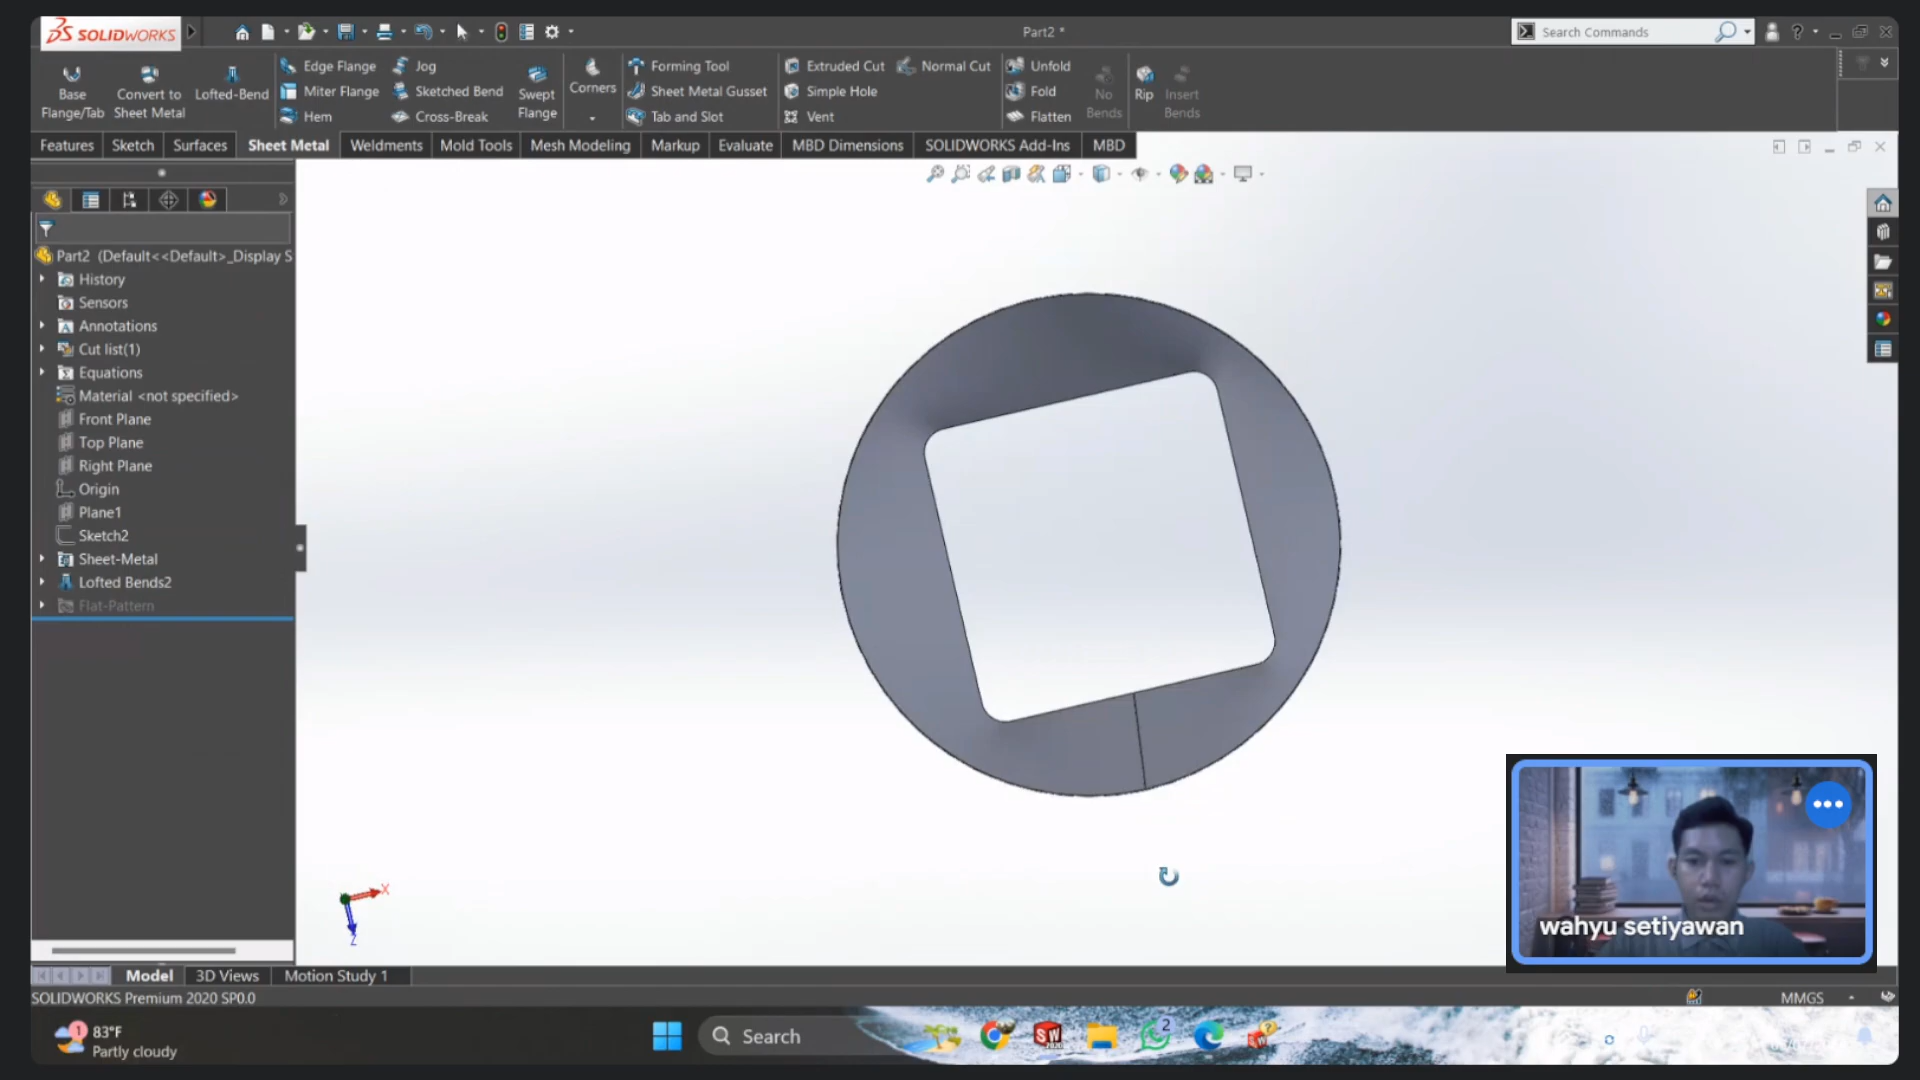 SOLIDWORKS
Part2 *
Search Commands
Base Flange/Tab
Convert to Sheet Metal
Lofted-Bend
Edge Flange
Miter Flange
Hem
Jog
Sketched Bend
Cross-Break
Swept Flange
Corners
Forming Tool
Sheet Metal Gusset
Tab and Slot
Extruded Cut
Simple Hole
Vent
Normal Cut
Unfold
Fold
Flatten
No Bends
Rip
Insert Bends
Features
Sketch
Surfaces
Sheet Metal
Weldments
Mold Tools
Mesh Modeling
Markup
Evaluate
MBD Dimensions
SOLIDWORKS Add-Ins
MBD
Part2 (Default<<Default>_Display S
History
Sensors
Annotations
Cut list(1)
Equations
Material <not specified>
Front Plane
Top Plane
Right Plane
Origin
Plane1
Sketch2
Sheet-Metal
Lofted Bends2
Flat-Pattern
X
Z
wahyu setiyawan
Model
3D Views
Motion Study 1
SOLIDWORKS Premium 2020 SP0.0
MMGS
1
83°F
Partly cloudy
Search
SW
2020
2